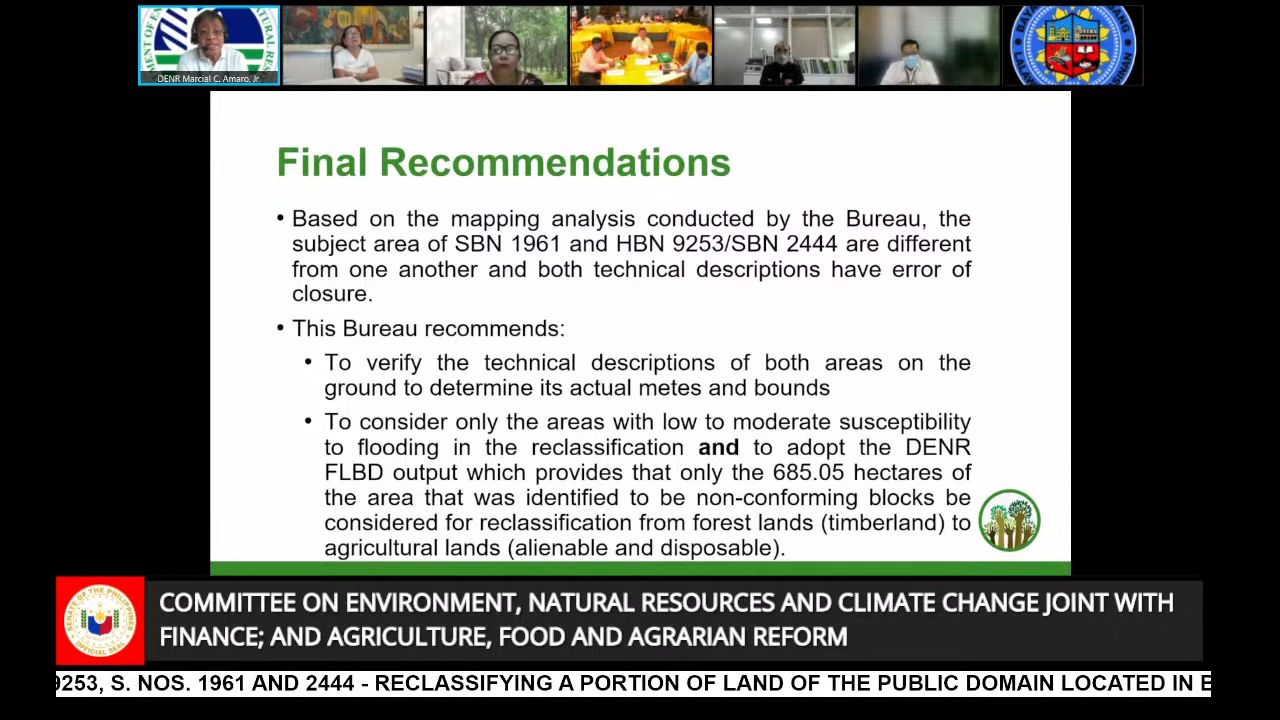 DENR Marcial C. Amaro, Jr.
Final Recommendations
• Based on the mapping analysis conducted by the Bureau, the
subject area of SBN 1961 and HBN 9253/SBN 2444 are different
from one another and both technical descriptions have error of
closure.
• This Bureau recommends:
• To verify the technical descriptions of both areas on the
ground to determine its actual metes and bounds
• To consider only the areas with low to moderate susceptibility
to flooding in the reclassification and to adopt the DENR
FLBD output which provides that only the 685.05 hectares of
the area that was identified to be non-conforming blocks be
considered for reclassification from forest lands (timberland) to
agricultural lands (alienable and disposable).
SENATE OF THE PHILIPPINES
OFFICIAL SEAL
COMMITTEE ON ENVIRONMENT, NATURAL RESOURCES AND CLIMATE CHANGE JOINT WITH
FINANCE; AND AGRICULTURE, FOOD AND AGRARIAN REFORM
9253, S. NOS. 1961 AND 2444 - RECLASSIFYING A PORTION OF LAND OF THE PUBLIC DOMAIN LOCATED IN